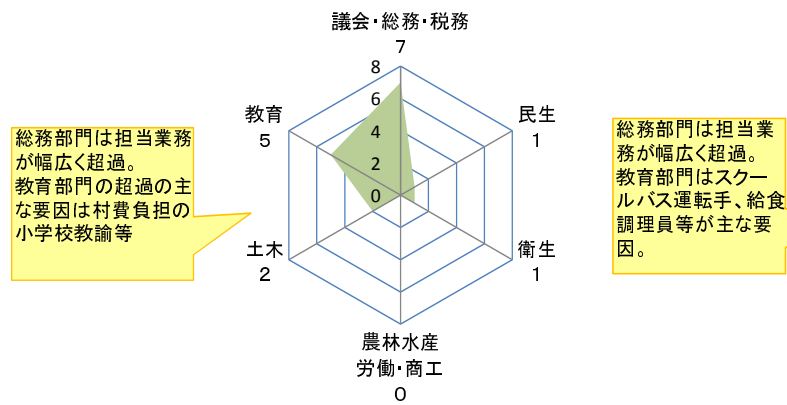 議会・総務・税務
7
8
6
4
2
0
教育
5
民生
1
土木
2
衛生
1
農林水産
労働・商工
0
総務部門は担当業務
が幅広く超過。
教育部門の超過の主
な要因は村費負担の
小学校教諭等
総務部門は担当業
務が幅広く超過。
教育部門はスクー
ルバス運転手、給食
調理員等が主な要
因。